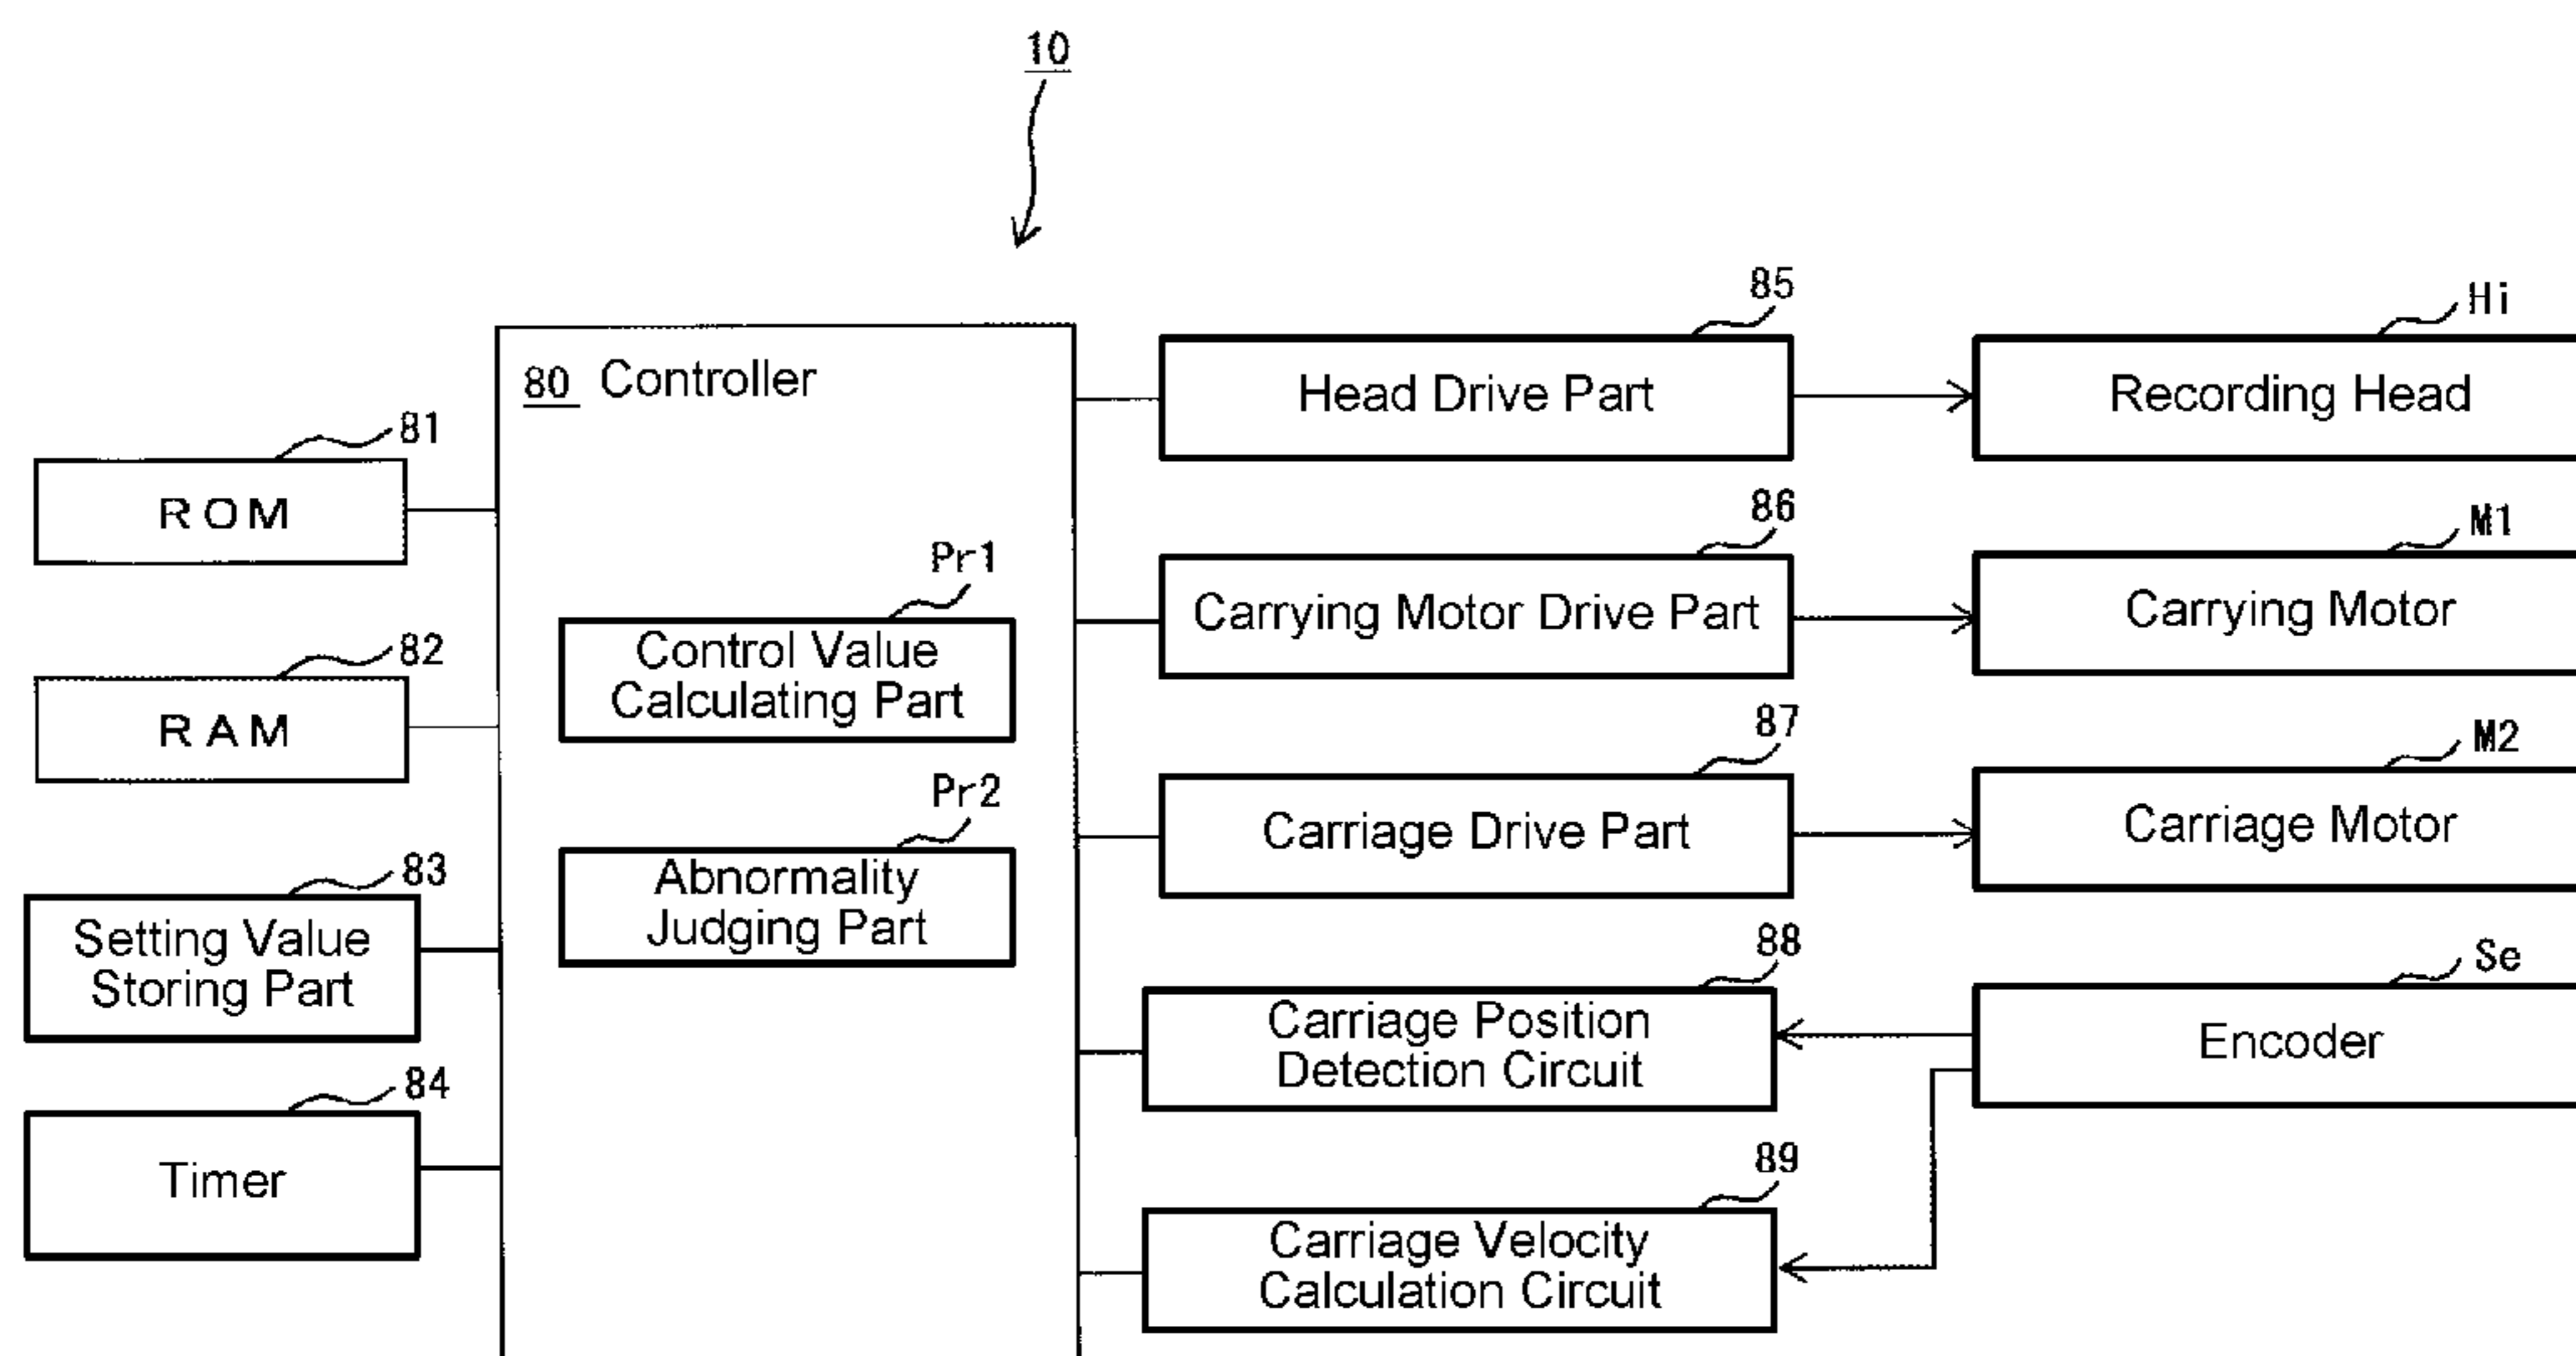 10
85
Hi
80 Controller
Head Drive Part
Recording Head
81
ROM
86
M1
Pr1
Carrying Motor Drive Part
Carrying Motor
Control Value
Calculating Part
82
RAM
87
M2
Pr2
Carriage Drive Part
Carriage Motor
Abnormality
Judging Part
83
Setting Value
Storing Part
88
Se
Carriage Position
Detection Circuit
Encoder
84
Timer
89
Carriage Velocity
Calculation Circuit